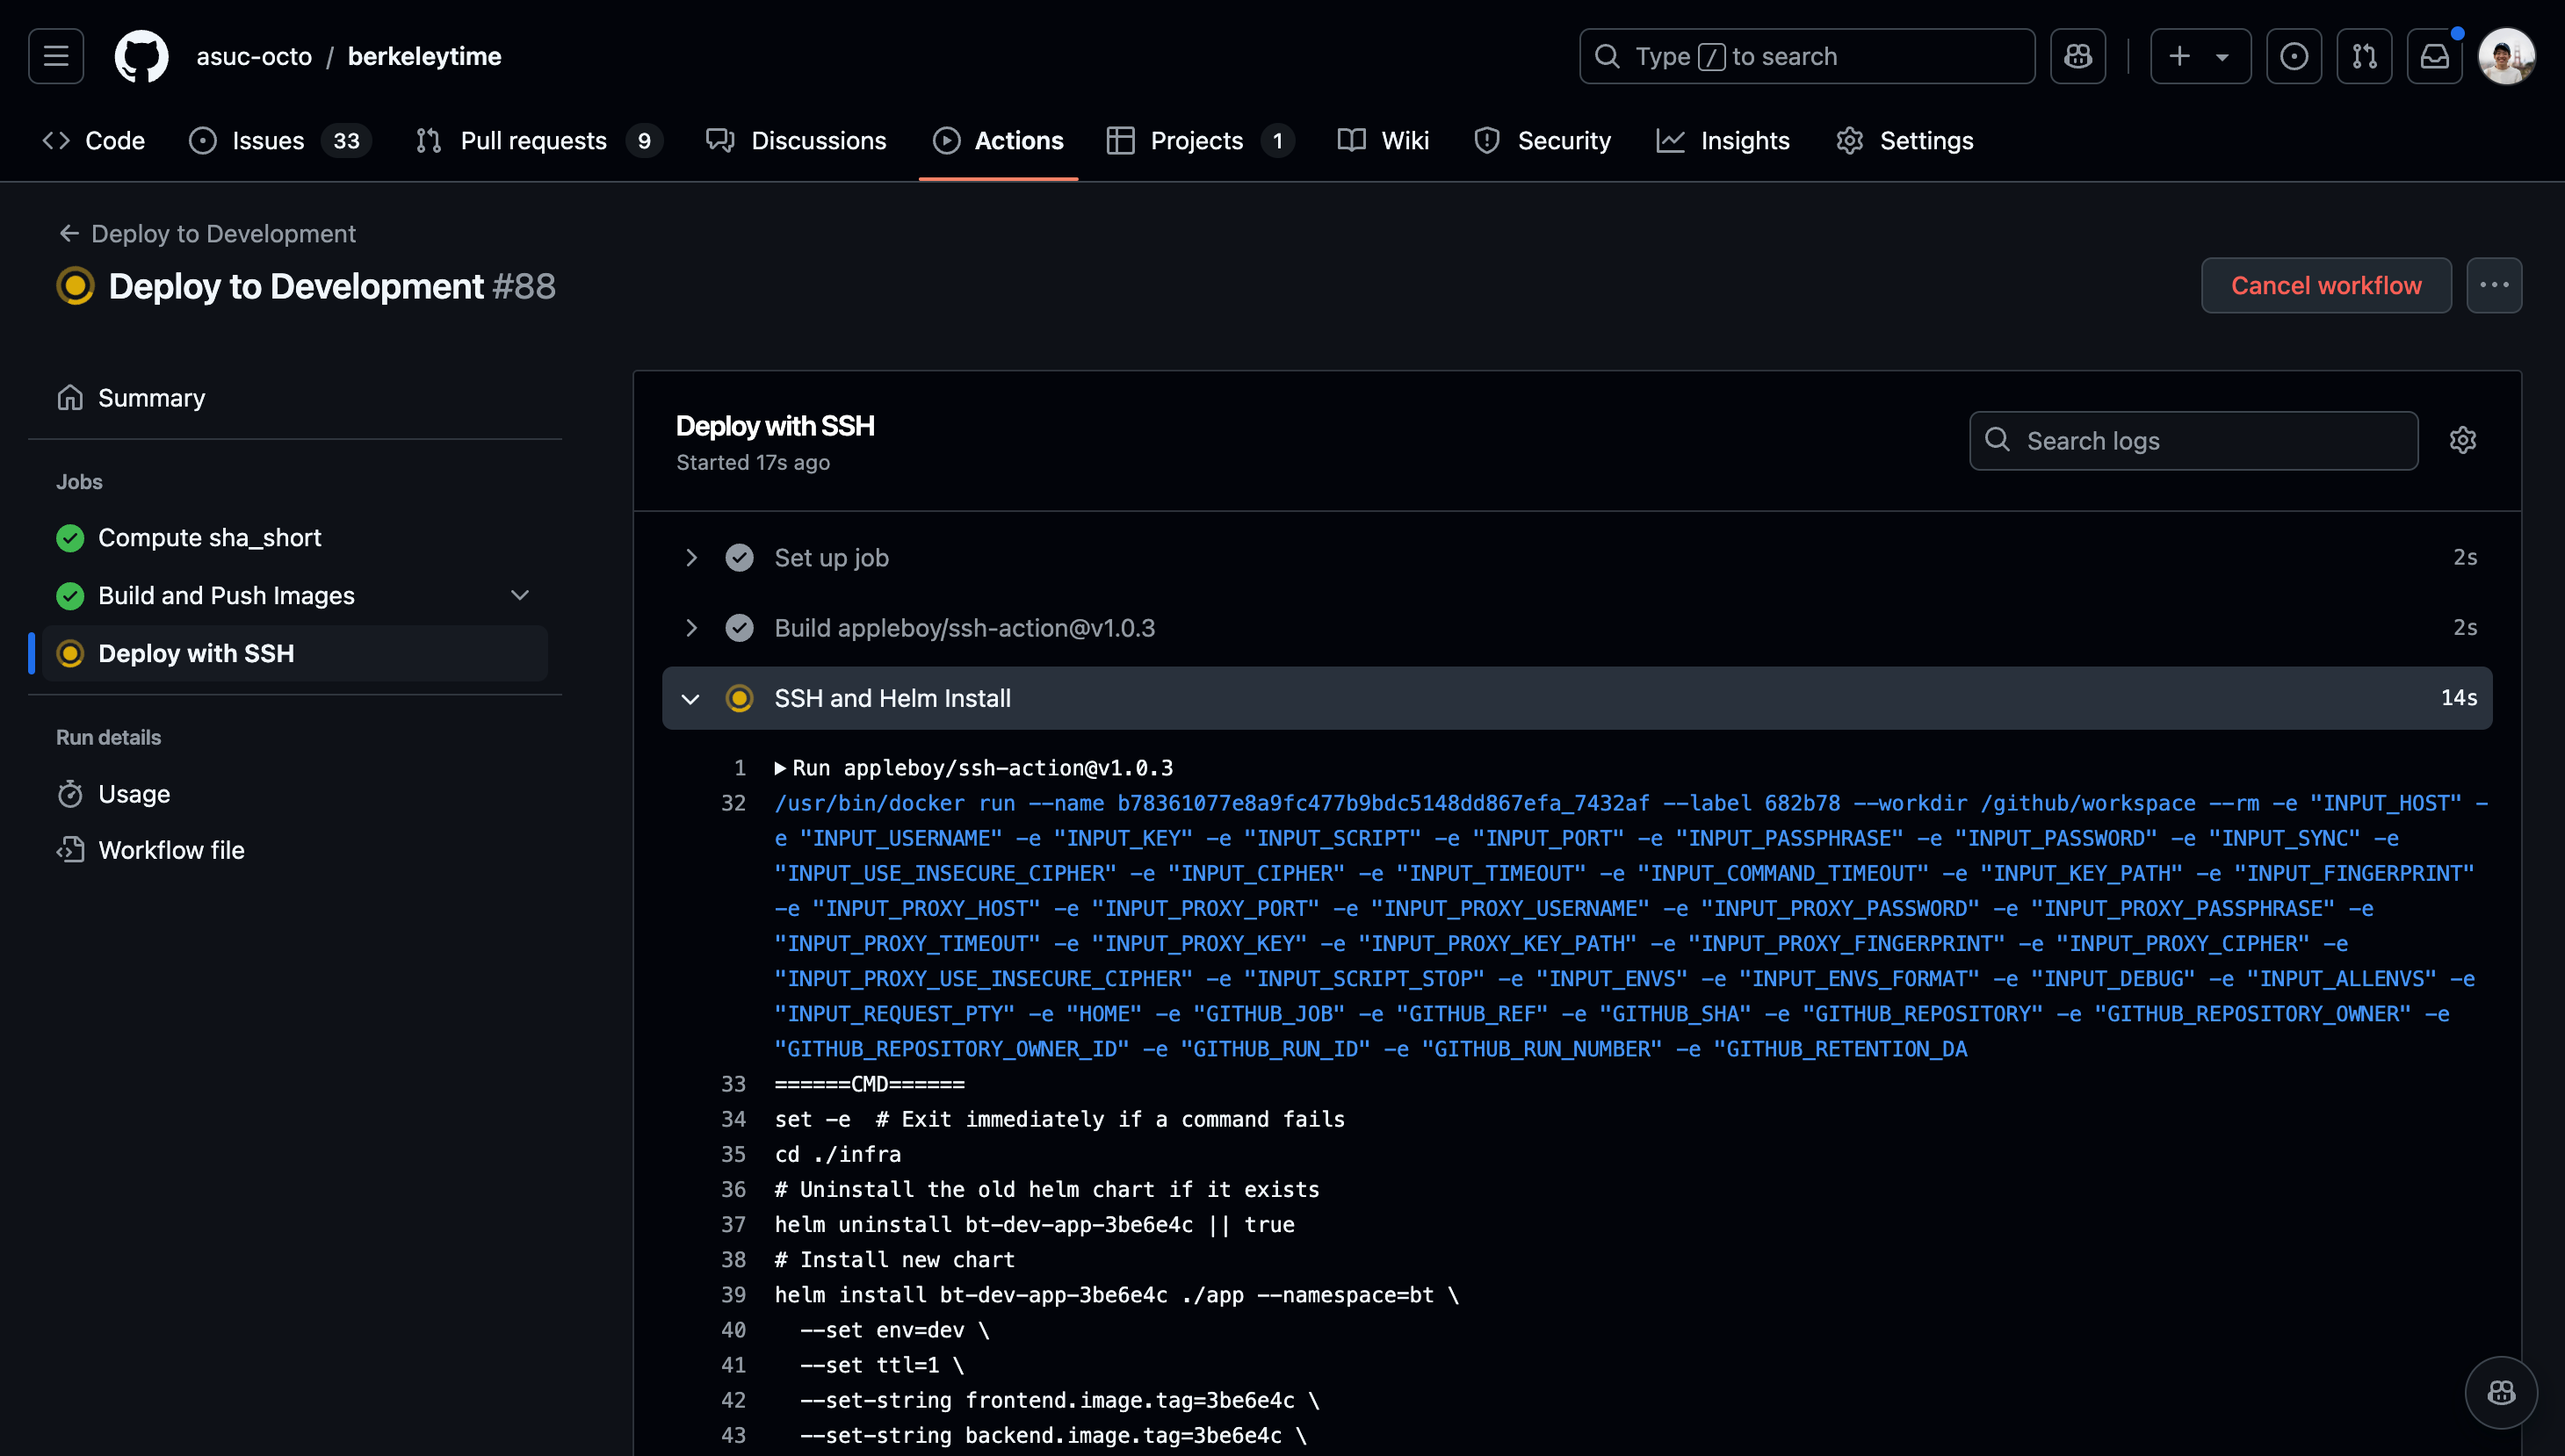 asuc-octo / berkeleytime
Type / to search
Code
Issues 33
Pull requests 9
Discussions
Actions
Projects 1
Wiki
Security
Insights
Settings
← Deploy to Development
Deploy to Development #88
Cancel workflow
Summary
Jobs
Compute sha_short
Build and Push Images
Deploy with SSH
Run details
Usage
Workflow file
Deploy with SSH
Started 17s ago
Search logs
Set up job 2s
Build appleboy/ssh-action@v1.0.3 2s
SSH and Helm Install 14s
1 ▶Run appleboy/ssh-action@v1.0.3
32 /usr/bin/docker run --name b78361077e8a9fc477b9bdc5148dd867efa_7432af --label 682b78 --workdir /github/workspace --rm -e "INPUT_HOST" -
e "INPUT_USERNAME" -e "INPUT_KEY" -e "INPUT_SCRIPT" -e "INPUT_PORT" -e "INPUT_PASSPHRASE" -e "INPUT_PASSWORD" -e "INPUT_SYNC" -e
"INPUT_USE_INSECURE_CIPHER" -e "INPUT_CIPHER" -e "INPUT_TIMEOUT" -e "INPUT_COMMAND_TIMEOUT" -e "INPUT_KEY_PATH" -e "INPUT_FINGERPRINT"
-e "INPUT_PROXY_HOST" -e "INPUT_PROXY_PORT" -e "INPUT_PROXY_USERNAME" -e "INPUT_PROXY_PASSWORD" -e "INPUT_PROXY_PASSPHRASE" -e
"INPUT_PROXY_TIMEOUT" -e "INPUT_PROXY_KEY" -e "INPUT_PROXY_KEY_PATH" -e "INPUT_PROXY_FINGERPRINT" -e "INPUT_PROXY_CIPHER" -e
"INPUT_PROXY_USE_INSECURE_CIPHER" -e "INPUT_SCRIPT_STOP" -e "INPUT_ENVS" -e "INPUT_ENVS_FORMAT" -e "INPUT_DEBUG" -e "INPUT_ALLENVS" -e
"INPUT_REQUEST_PTY" -e "HOME" -e "GITHUB_JOB" -e "GITHUB_REF" -e "GITHUB_SHA" -e "GITHUB_REPOSITORY" -e "GITHUB_REPOSITORY_OWNER" -e
"GITHUB_REPOSITORY_OWNER_ID" -e "GITHUB_RUN_ID" -e "GITHUB_RUN_NUMBER" -e "GITHUB_RETENTION_DA
33 ======CMD======
34 set -e  # Exit immediately if a command fails
35 cd ./infra
36 # Uninstall the old helm chart if it exists
37 helm uninstall bt-dev-app-3be6e4c || true
38 # Install new chart
39 helm install bt-dev-app-3be6e4c ./app --namespace=bt \
40   --set env=dev \
41   --set ttl=1 \
42   --set-string frontend.image.tag=3be6e4c \
43   --set-string backend.image.tag=3be6e4c \